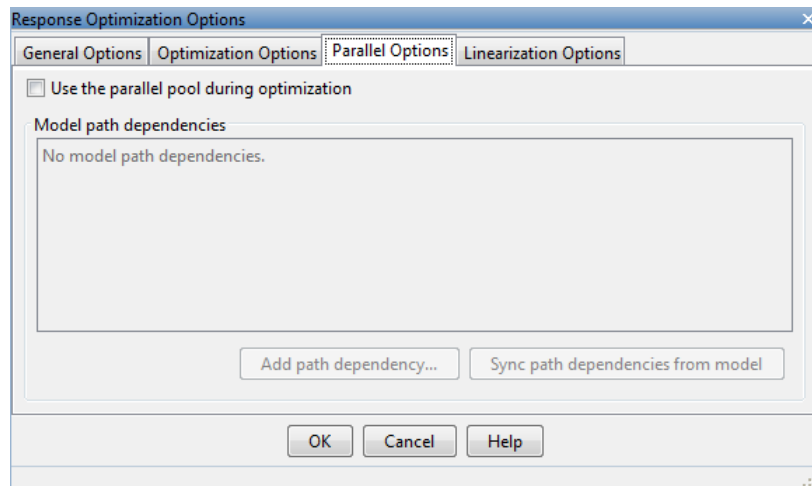 Response Optimization Options
General Options Optimization Options Parallel Options Linearization Options
Use the parallel pool during optimization
Model path dependencies
No model path dependencies.
Add path dependency... Sync path dependencies from model
OK Cancel Help